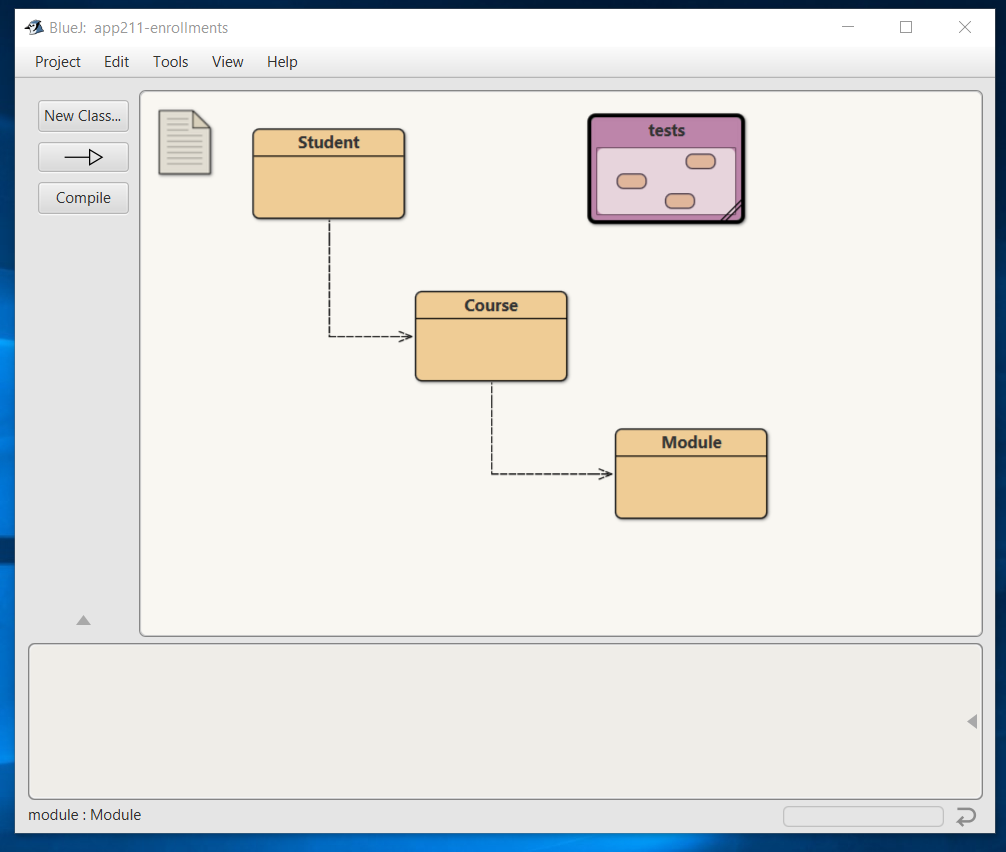 BlueJ: app211-enrollments
Project Edit Tools View Help
New Class...
Compile
Student
tests
Course
Module
module : Module